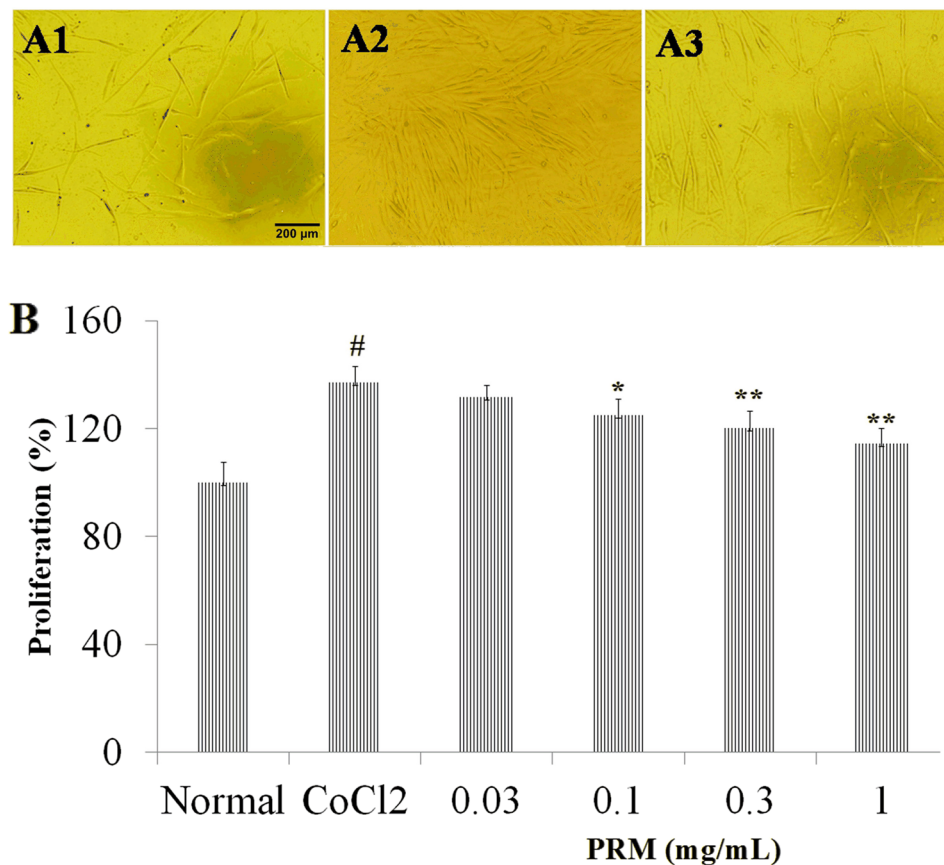 A1
A2
A3
200 µm
B
Proliferation (%)
160
120
80
40
0
#
*
**
**
Normal CoCl2 0.03 0.1 0.3 1
PRM (mg/mL)